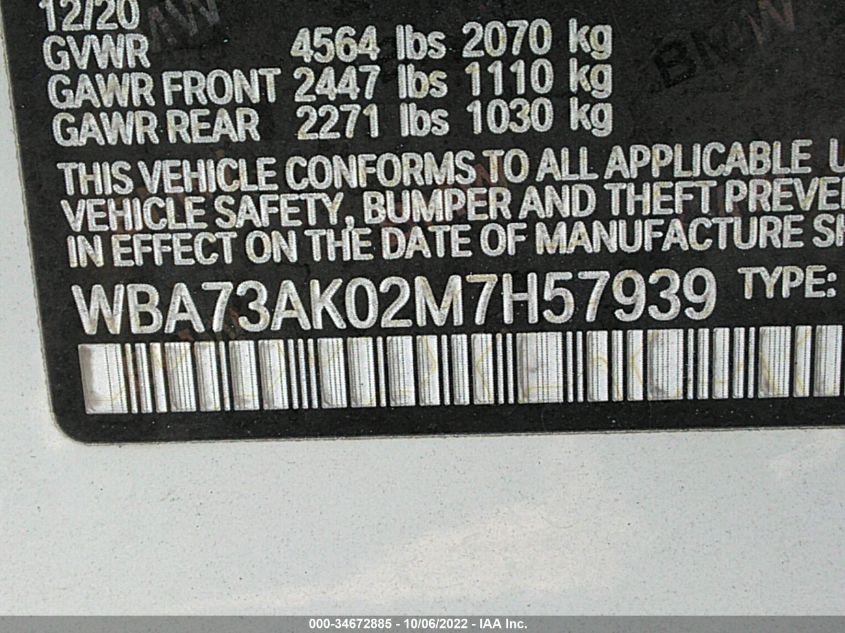 12/20
GVWR 4564 lbs 2070 kg
GAWR FRONT 2447 lbs 1110 kg
GAWR REAR 2271 lbs 1030 kg
THIS VEHICLE CONFORMS TO ALL APPLICABLE U
VEHICLE SAFETY, BUMPER AND THEFT PREVE
IN EFFECT ON THE DATE OF MANUFACTURE SH
WBA73AK02M7H57939 TYPE:
000-34672885 - 10/06/2022 - IAA Inc.